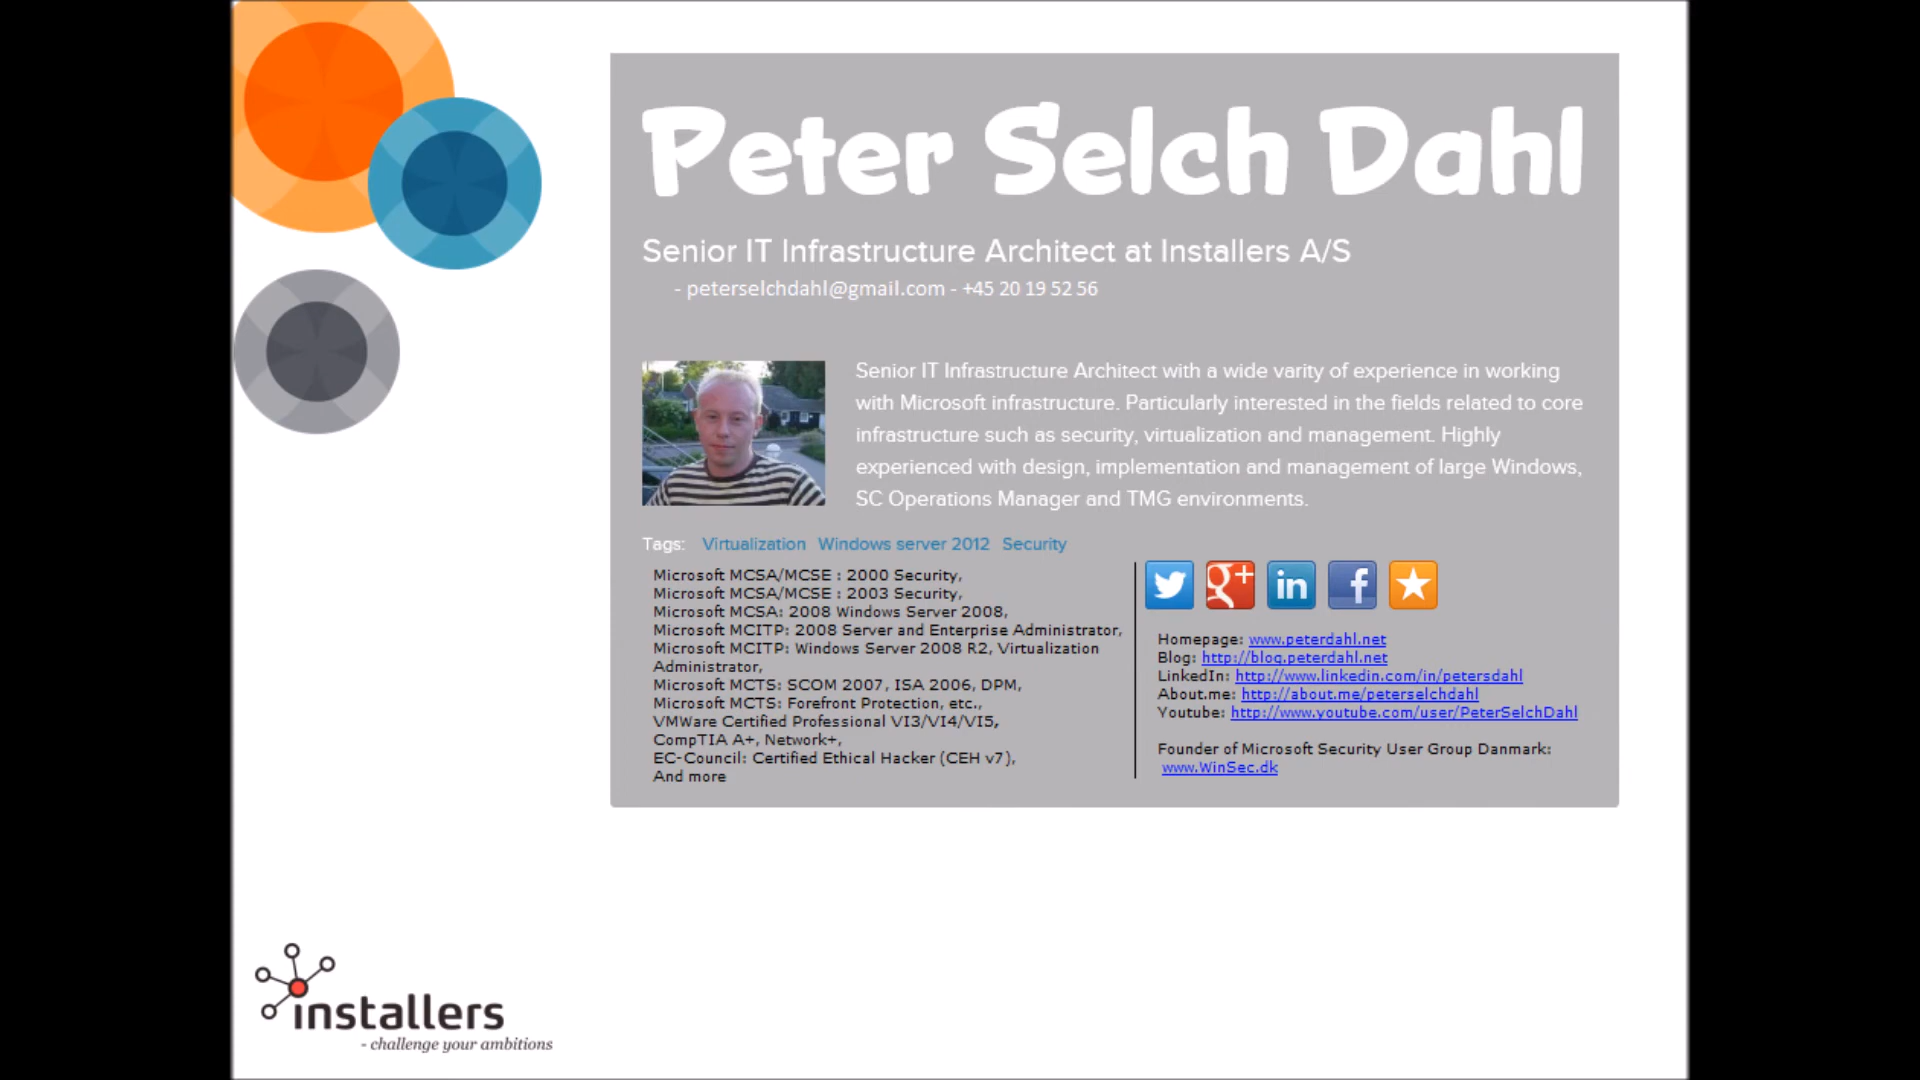 Peter Selch Dahl
Senior IT Infrastructure Architect at Installers A/S
- peterselchdahl@gmail.com - +45 20 19 52 56
Senior IT Infrastructure Architect with a wide varity of experience in working
with Microsoft infrastructure. Particularly interested in the fields related to core
infrastructure such as security, virtualization and management. Highly
experienced with design, implementation and management of large Windows,
SC Operations Manager and TMG environments.
Tags: Virtualization Windows server 2012 Security
Microsoft MCSA/MCSE : 2000 Security,
Microsoft MCSA/MCSE : 2003 Security,
Microsoft MCSA: 2008 Windows Server 2008,
Microsoft MCITP: 2008 Server and Enterprise Administrator,
Microsoft MCITP: Windows Server 2008 R2, Virtualization
Administrator,
Microsoft MCTS: SCOM 2007, ISA 2006, DPM,
Microsoft MCTS: Forefront Protection, etc.,
VMWare Certified Professional VI3/VI4/VI5,
CompTIA A+, Network+,
EC-Council: Certified Ethical Hacker (CEH v7),
And more
g+ in f
Homepage: www.peterdahl.net
Blog: http://blog.peterdahl.net
LinkedIn: http://www.linkedin.com/in/petersdahl
About.me: http://about.me/peterselchdahl
Youtube: http://www.youtube.com/user/PeterSelchDahl
Founder of Microsoft Security User Group Danmark:
www.WinSec.dk
installers
- challenge your ambitions